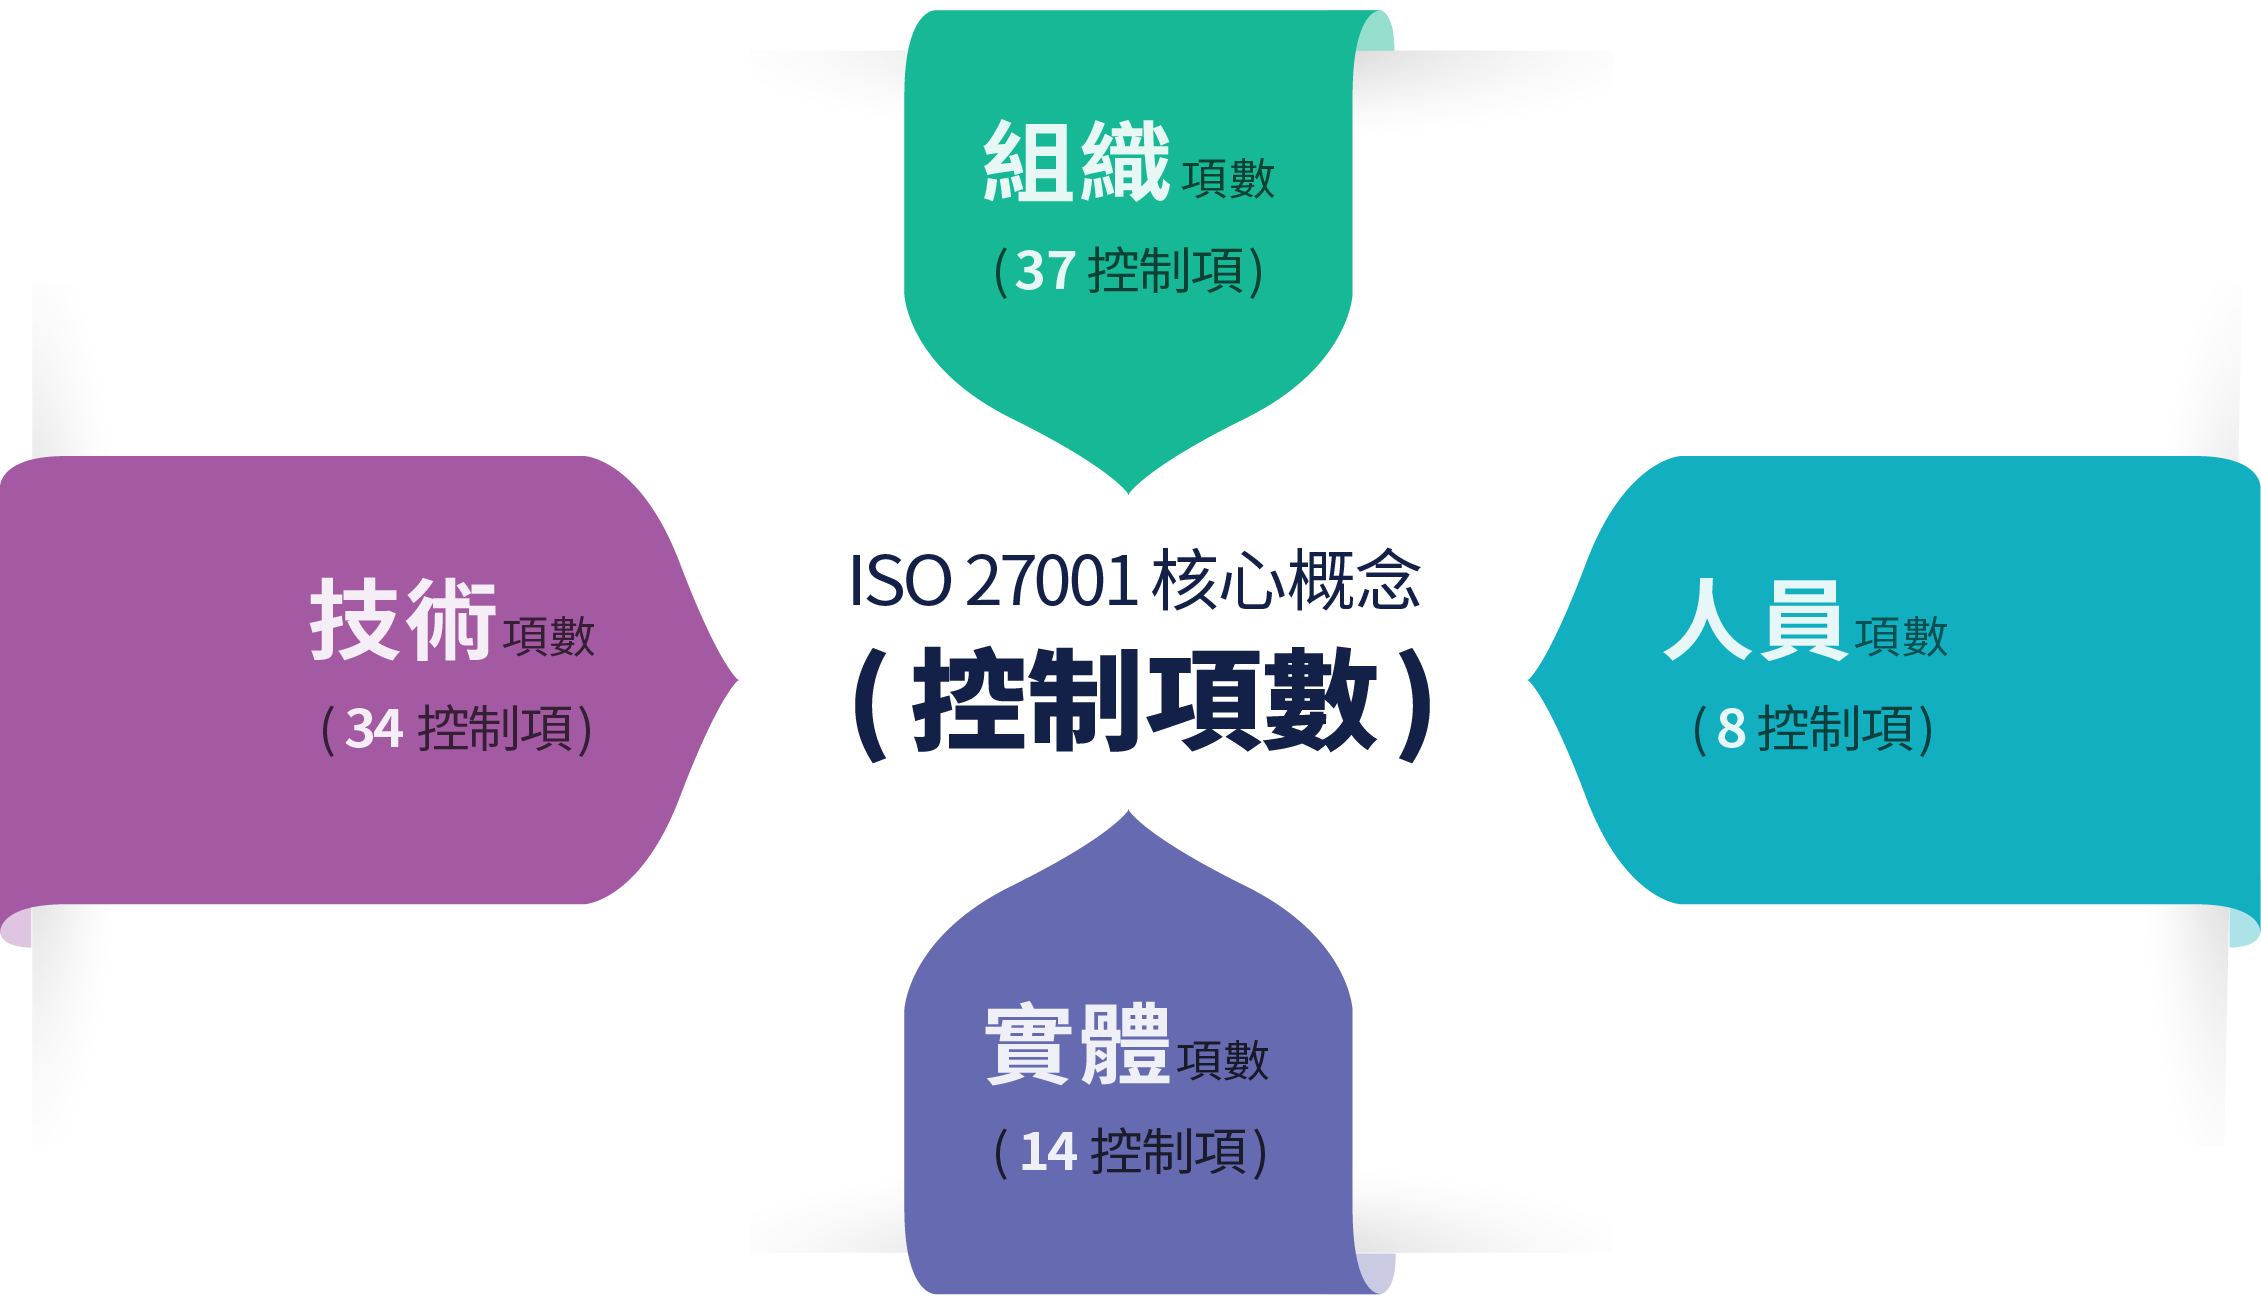 組織項數
( 37 控制項 )
ISO 27001 核心概念
( 控制項數 )
技術項數
( 34 控制項 )
人員項數
( 8 控制項 )
實體項數
( 14 控制項 )